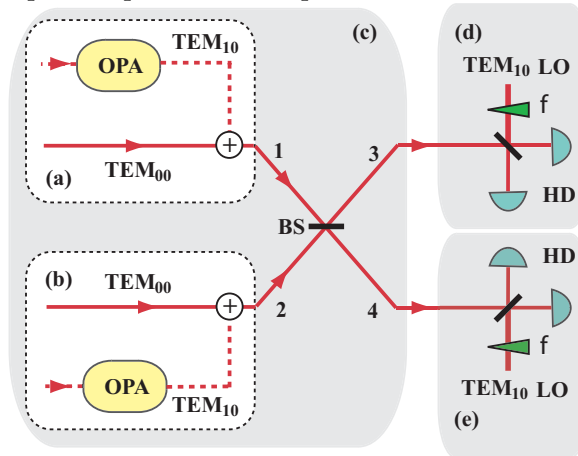 (c)
(d)
TEM10
OPA
TEM10 LO
f
1
3
TEM00
(a)
HD
BS
(b)
HD
TEM00
2
4
OPA
f
TEM10
TEM10 LO
(e)